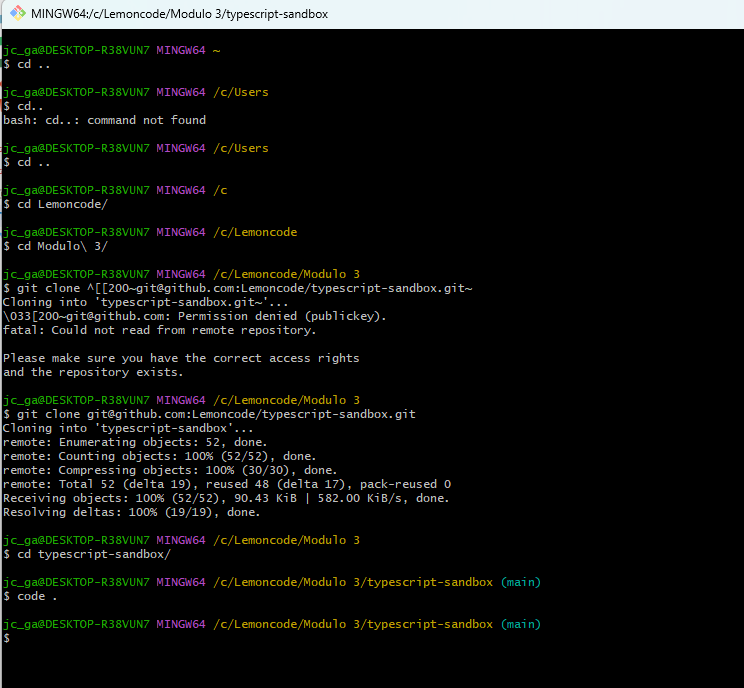 MINGW64:/c/Lemoncode/Modulo 3/typescript-sandbox
jc_ga@DESKTOP-R38VUN7 MINGW64 ~
$ cd ..
jc_ga@DESKTOP-R38VUN7 MINGW64 /c/Users
$ cd..
bash: cd..: command not found
jc_ga@DESKTOP-R38VUN7 MINGW64 /c/Users
$ cd ..
jc_ga@DESKTOP-R38VUN7 MINGW64 /c
$ cd Lemoncode/
jc_ga@DESKTOP-R38VUN7 MINGW64 /c/Lemoncode
$ cd Modulo\ 3/
jc_ga@DESKTOP-R38VUN7 MINGW64 /c/Lemoncode/Modulo 3
$ git clone ^[[200~git@github.com:Lemoncode/typescript-sandbox.git~
Cloning into 'typescript-sandbox.git~'...
\033[200~git@github.com: Permission denied (publickey).
fatal: Could not read from remote repository.
Please make sure you have the correct access rights
and the repository exists.
jc_ga@DESKTOP-R38VUN7 MINGW64 /c/Lemoncode/Modulo 3
$ git clone git@github.com:Lemoncode/typescript-sandbox.git
Cloning into 'typescript-sandbox'...
remote: Enumerating objects: 52, done.
remote: Counting objects: 100% (52/52), done.
remote: Compressing objects: 100% (30/30), done.
remote: Total 52 (delta 19), reused 48 (delta 17), pack-reused 0
Receiving objects: 100% (52/52), 90.43 KiB | 582.00 KiB/s, done.
Resolving deltas: 100% (19/19), done.
jc_ga@DESKTOP-R38VUN7 MINGW64 /c/Lemoncode/Modulo 3
$ cd typescript-sandbox/
jc_ga@DESKTOP-R38VUN7 MINGW64 /c/Lemoncode/Modulo 3/typescript-sandbox (main)
$ code .
jc_ga@DESKTOP-R38VUN7 MINGW64 /c/Lemoncode/Modulo 3/typescript-sandbox (main)
$